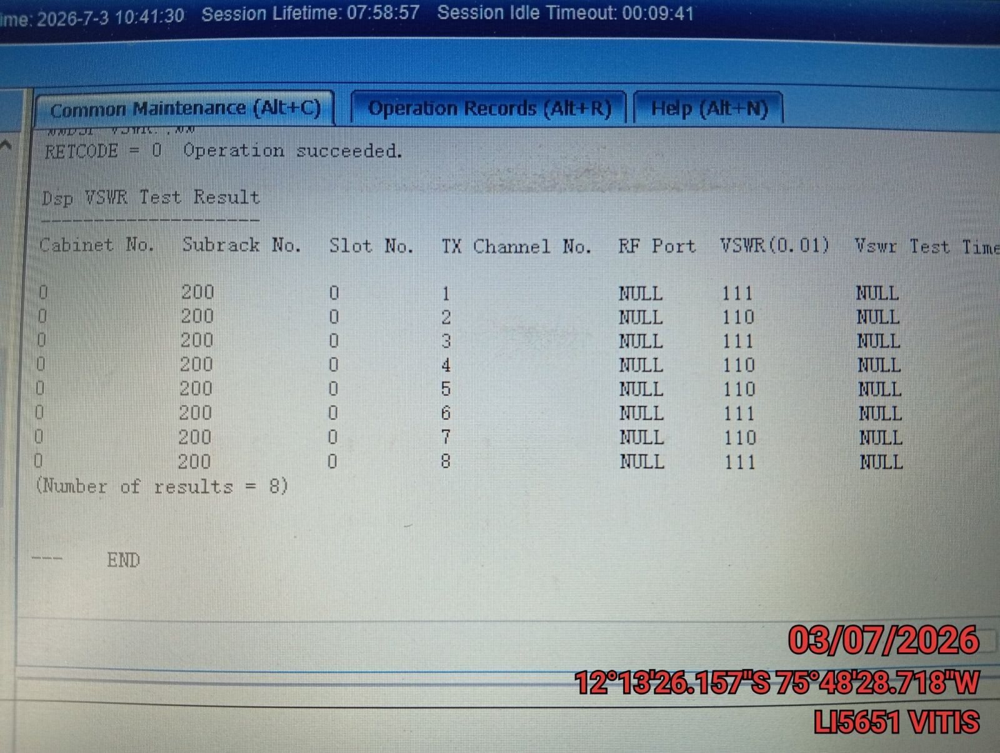 ime: 2026-7-3 10:41:30 Session Lifetime: 07:58:57 Session Idle Timeout: 00:09:41
Common Maintenance (Alt+C) Operation Records (Alt+R) Help (Alt+N)
RETCODE = 0 Operation succeeded.
Dsp VSWR Test Result
--------------------
Cabinet No. Subrack No. Slot No. TX Channel No. RF Port VSWR(0.01) Vswr Test Time
0 200 0 1 NULL 111 NULL
0 200 0 2 NULL 110 NULL
0 200 0 3 NULL 111 NULL
0 200 0 4 NULL 110 NULL
0 200 0 5 NULL 110 NULL
0 200 0 6 NULL 111 NULL
0 200 0 7 NULL 110 NULL
0 200 0 8 NULL 111 NULL
(Number of results = 8)
--- END
03/07/2026
12°13'26.157"S 75°48'28.718"W
LI5651 VITIS